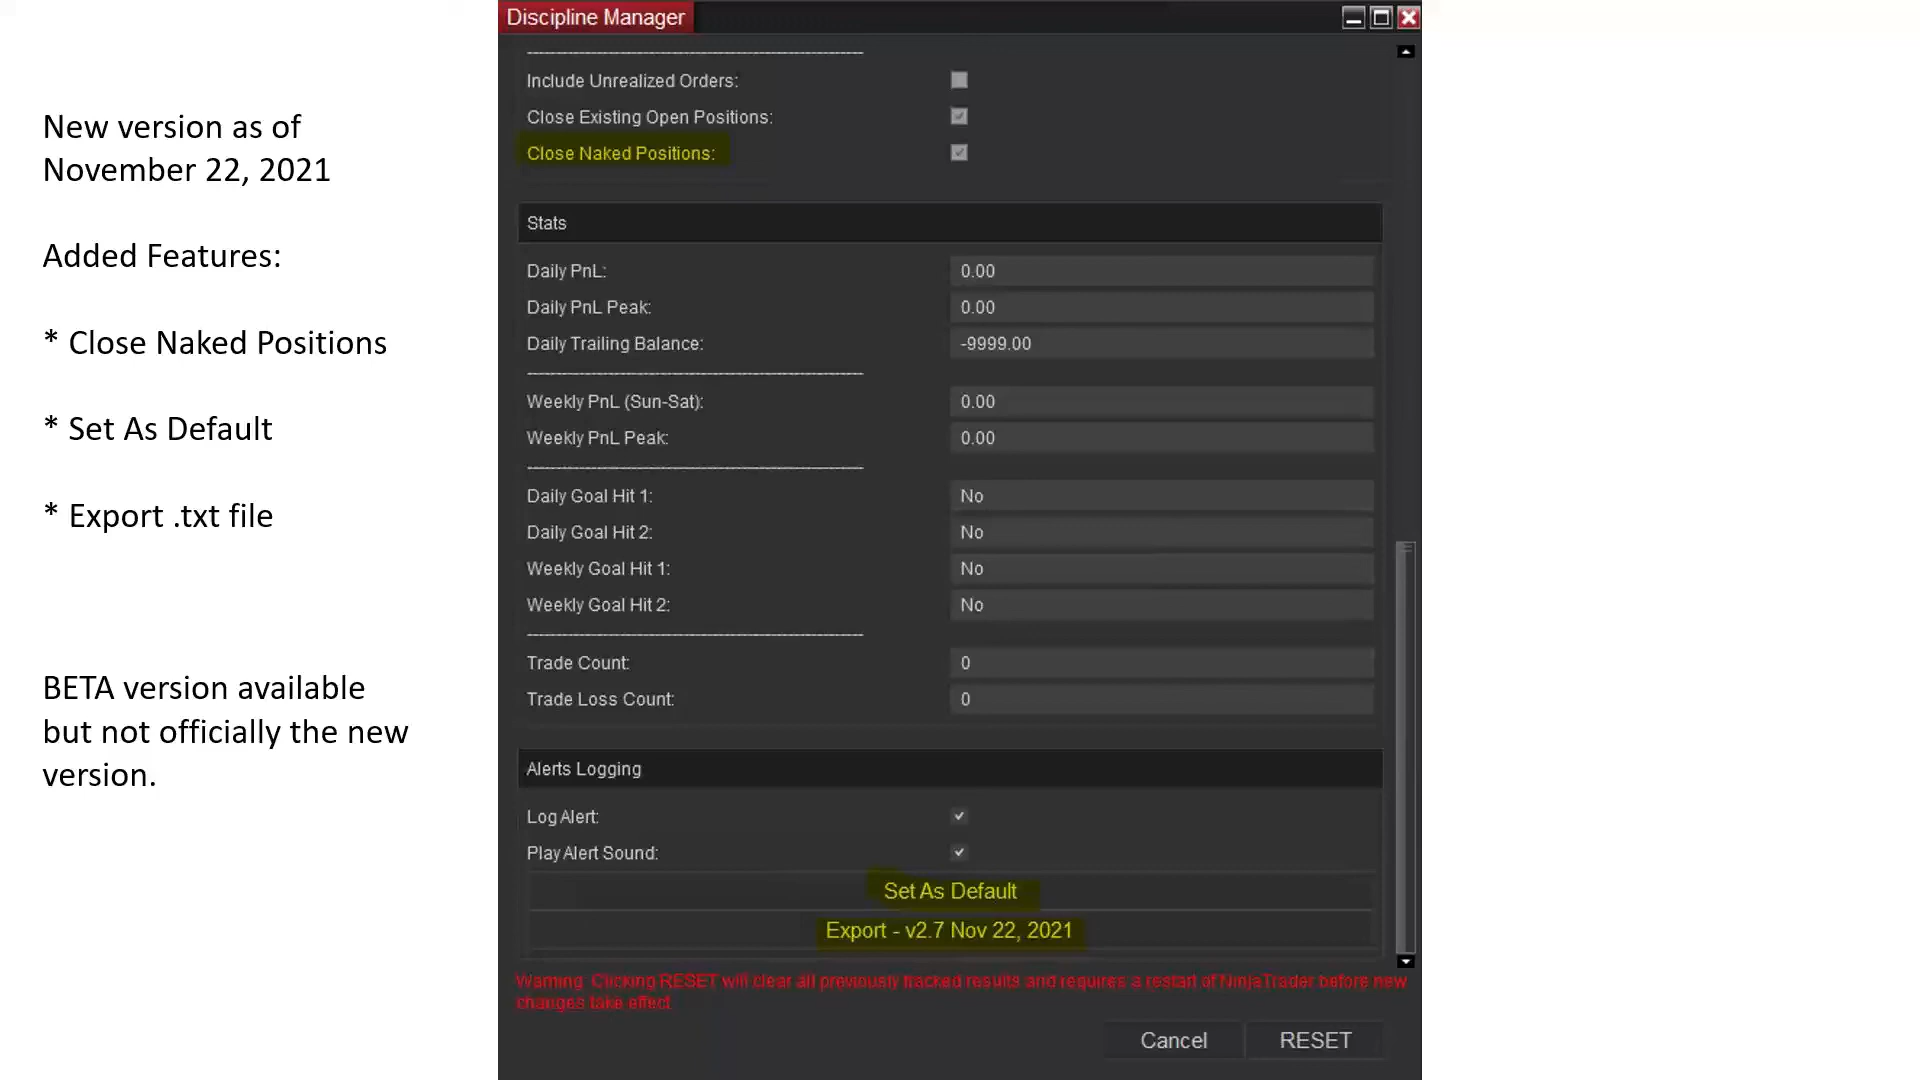 Discipline Manager
New version as of
November 22, 2021
Added Features:
* Close Naked Positions
* Set As Default
* Export .txt file
BETA version available
but not officially the new
version.
Include Unrealized Orders:
Close Existing Open Positions:
Close Naked Positions:
Stats
Daily PnL: 0.00
Daily PnL Peak: 0.00
Daily Trailing Balance: -9999.00
Weekly PnL (Sun-Sat): 0.00
Weekly PnL Peak: 0.00
Daily Goal Hit 1: No
Daily Goal Hit 2: No
Weekly Goal Hit 1: No
Weekly Goal Hit 2: No
Trade Count: 0
Trade Loss Count: 0
Alerts Logging
Log Alert:
Play Alert Sound:
Set As Default
Export - v2.7 Nov 22, 2021
Warning: Clicking RESET will clear all previously tracked results and requires a restart of NinjaTrader before new
changes take effect
Cancel RESET